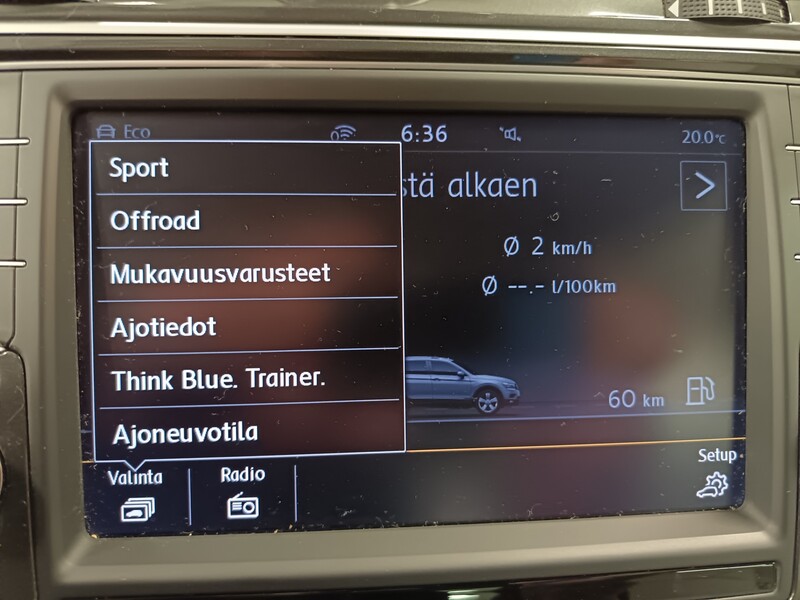 Eco 6:36 20.0°C
stä alkaen
Sport
Offroad
Mukavuusvarusteet
Ajotiedot
Think Blue. Trainer.
Ajoneuvotila
Ø 2 km/h
Ø --.- l/100km
60 km
Valinta
Radio
Setup